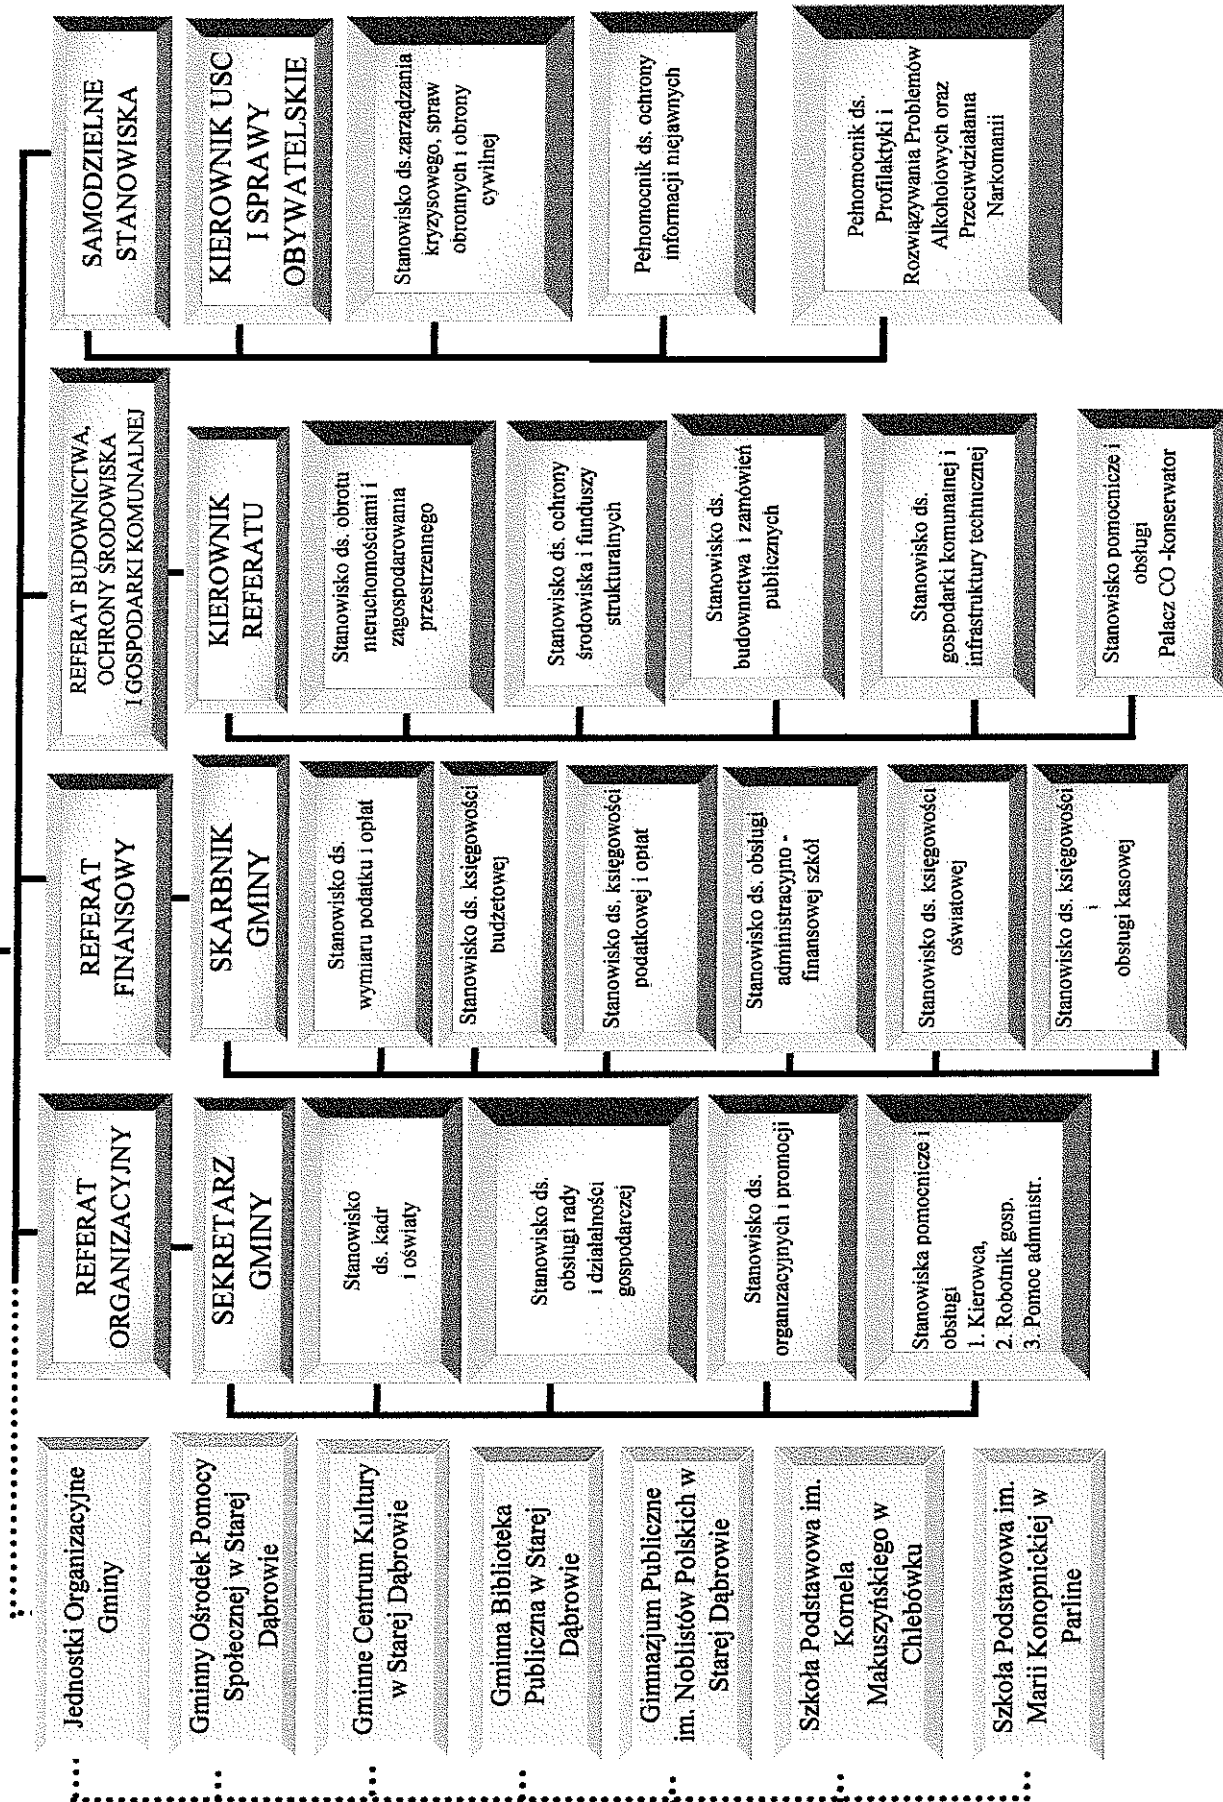 Jednostki Organizacyjne
Gminy
Gminny Ośrodek Pomocy
Społecznej w Starej
Dąbrowie
Gminne Centrum Kultury
w Starej Dąbrowie
Gminna Biblioteka
Publiczna w Starej
Dąbrowie
Gimnazjum Publiczne
im. Noblistów Polskich w
Starej Dąbrowie
Szkoła Podstawowa im.
Kornela
Makuszyńskiego w
Chlebówku
Szkoła Podstawowa im.
Marii Konopnickiej w
Parline
REFERAT
ORGANIZACYJNY
SEKRETARZ
GMINY
Stanowisko
ds. kadr
i oświaty
Stanowisko ds.
obsługi rady
i działalności
gospodarczej
Stanowisko ds.
organizacyjnych i promocji
Stanowiska pomocnicze i
obsługi
1. Kierowca,
2. Robotnik gosp.
3. Pomoc administr.
REFERAT
FINANSOWY
SKARBNIK
GMINY
Stanowisko ds.
wymiaru podatku i opłat
Stanowisko ds. księgowości
budżetowej
Stanowisko ds. księgowości
podatkowej i opłat
Stanowisko ds. obsługi
administracyjno -
finansowej szkół
Stanowisko ds. księgowości
oświatowej
Stanowisko ds. księgowości
i
obsługi kasowej
REFERAT BUDOWNICTWA,
OCHRONY ŚRODOWISKA
I GOSPODARKI KOMUNALNEJ
KIEROWNIK
REFERATU
Stanowisko ds. obrotu
nieruchomościami i
zagospodarowania
przestrzennego
Stanowisko ds. ochrony
środowiska i funduszy
strukturalnych
Stanowisko ds.
budownictwa i zamówień
publicznych
Stanowisko ds.
gospodarki komunalnej i
infrastruktury technicznej
Stanowisko pomocnicze i
obsługi
Palacz CO -konserwator
SAMODZIELNE
STANOWISKA
KIEROWNIK USC
I SPRAWY
OBYWATELSKIE
Stanowisko ds.zarządzania
kryzysowego, spraw
obronnych i obrony
cywilnej
Pełnomocnik ds. ochrony
informacji niejawnych
Pełnomocnik ds.
Profilaktyki i
Rozwiązywana Problemów
Alkoholowych oraz
Przeciwdziałania
Narkomanii